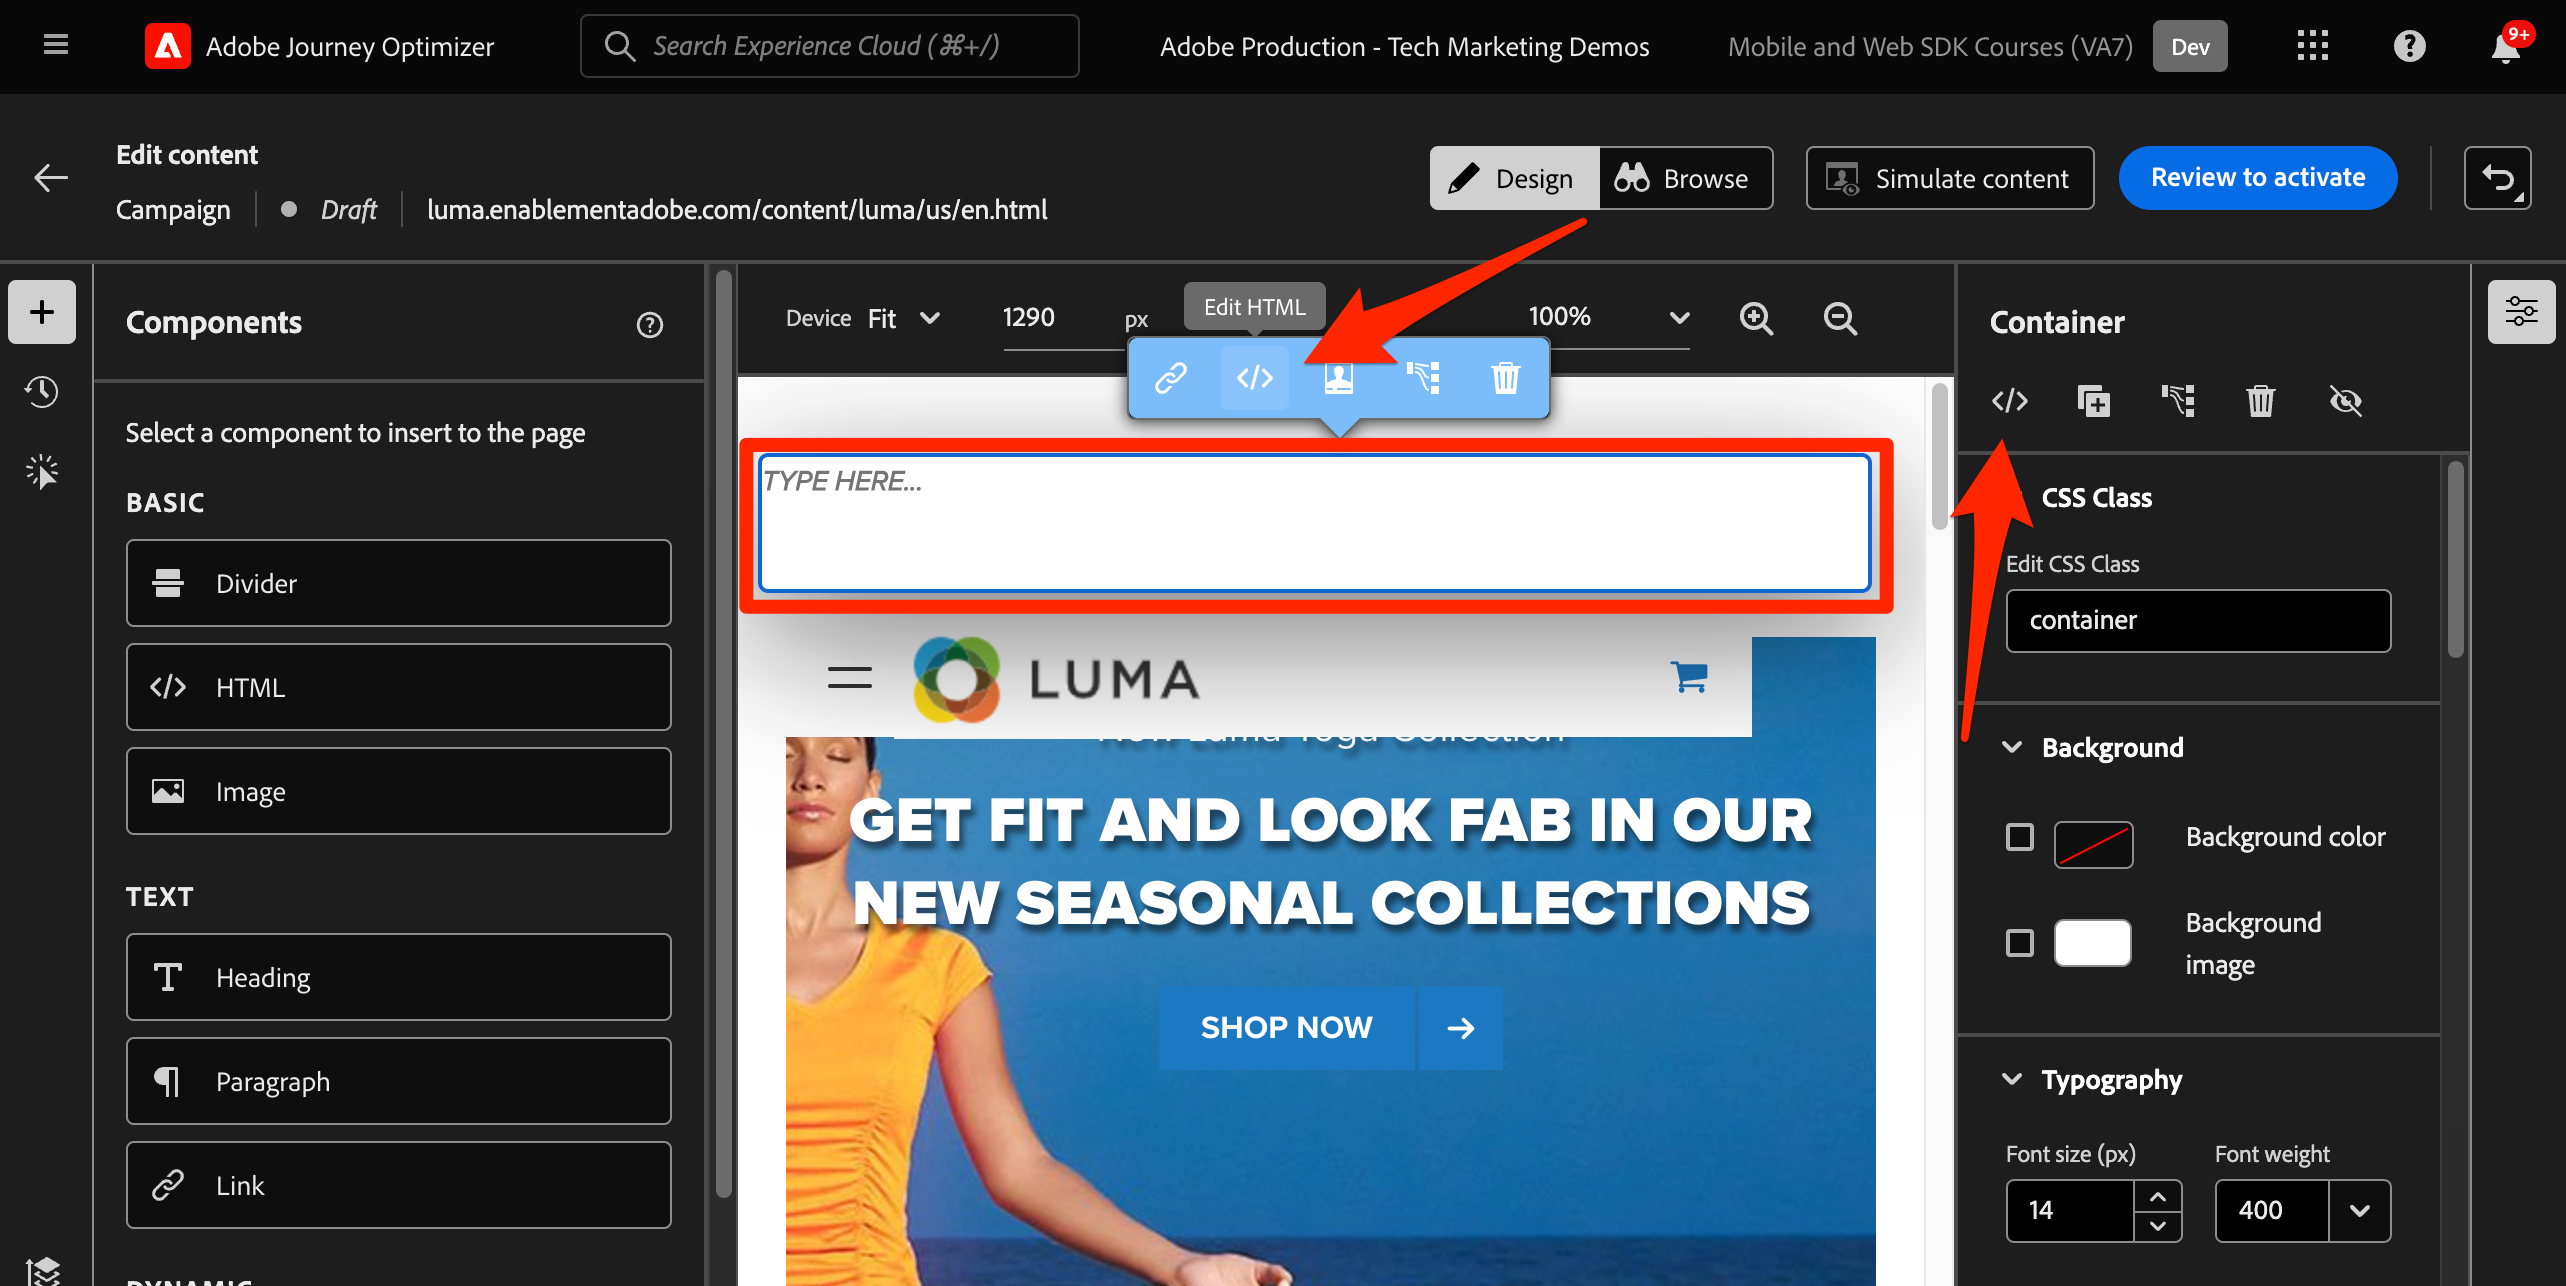 Adobe Journey Optimizer
Search Experience Cloud (⌘+/)
Adobe Production - Tech Marketing Demos
Mobile and Web SDK Courses (VA7)
Dev
9+
Edit content
Campaign
Draft
luma.enablementadobe.com/content/luma/us/en.html
Design
Browse
Simulate content
Review to activate
Components
Select a component to insert to the page
BASIC
Divider
HTML
Image
TEXT
Heading
Paragraph
Link
DYNAMIC
Device
Fit
1290
px
Edit HTML
100%
TYPE HERE...
LUMA
New Luma Yoga Collection
GET FIT AND LOOK FAB IN OUR
NEW SEASONAL COLLECTIONS
SHOP NOW
Container
CSS Class
Edit CSS Class
container
Background
Background color
Background
image
Typography
Font size (px)
Font weight
14
400